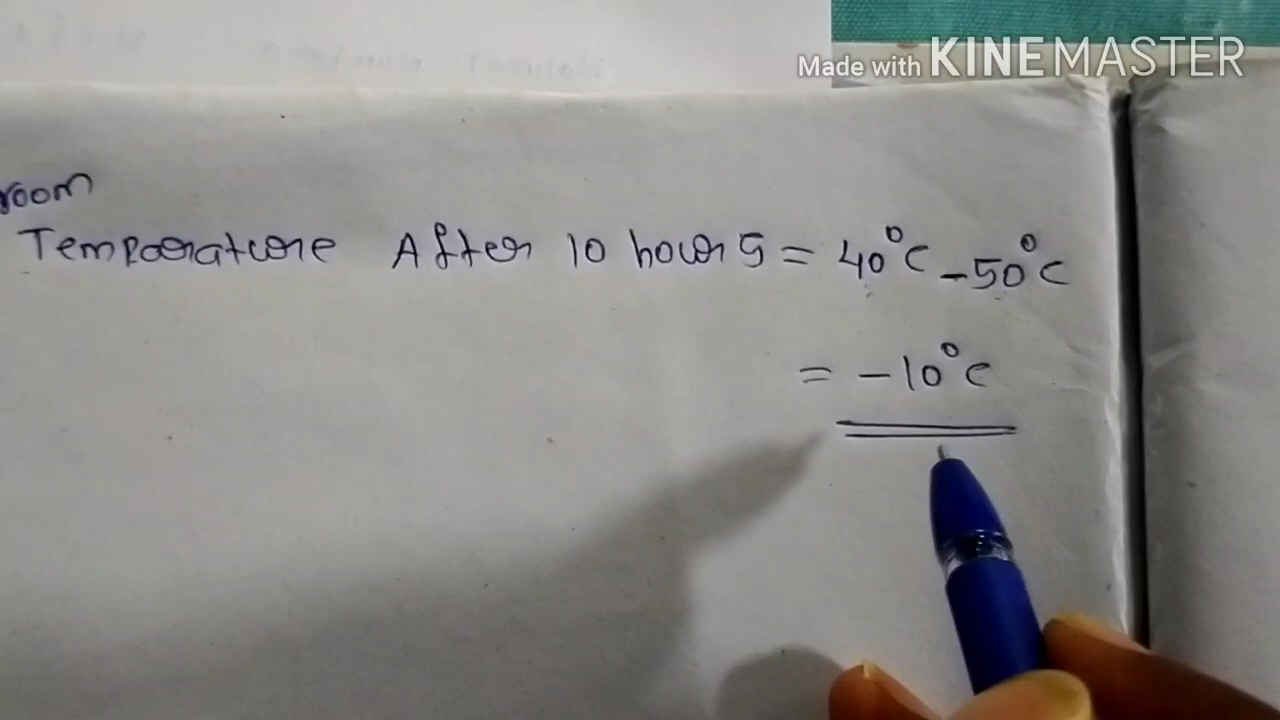 Made with KINEMASTER
room
Temperature After 10 hours = 40°C - 50°C
= -10°C